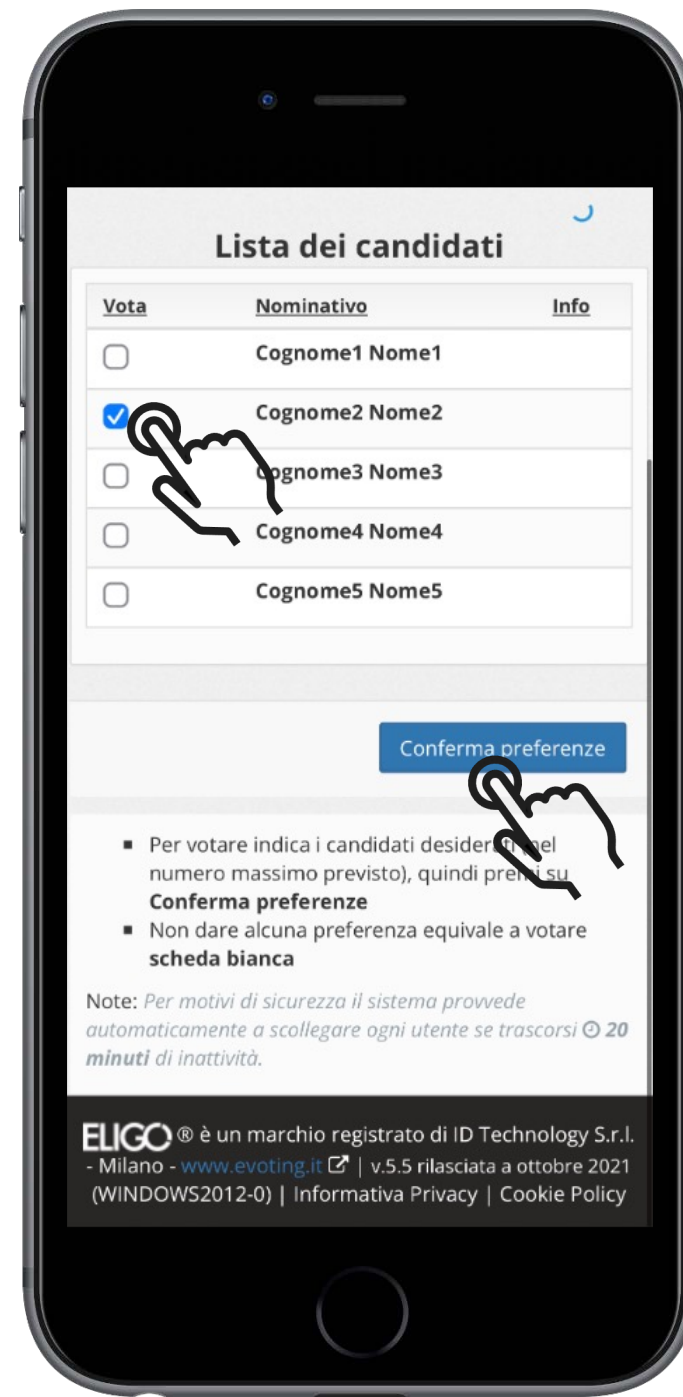 Lista dei candidati
Vota Nominativo Info
Cognome1 Nome1
Cognome2 Nome2
Cognome3 Nome3
Cognome4 Nome4
Cognome5 Nome5
Conferma preferenze
▪ Per votare indica i candidati desiderati (nel
numero massimo previsto), quindi premi su
Conferma preferenze
▪ Non dare alcuna preferenza equivale a votare
scheda bianca
Note: Per motivi di sicurezza il sistema provvede
automaticamente a scollegare ogni utente se trascorsi 20
minuti di inattività.
ELIGO ® è un marchio registrato di ID Technology S.r.l.
- Milano - www.evoting.it | v.5.5 rilasciata a ottobre 2021
(WINDOWS2012-0) | Informativa Privacy | Cookie Policy